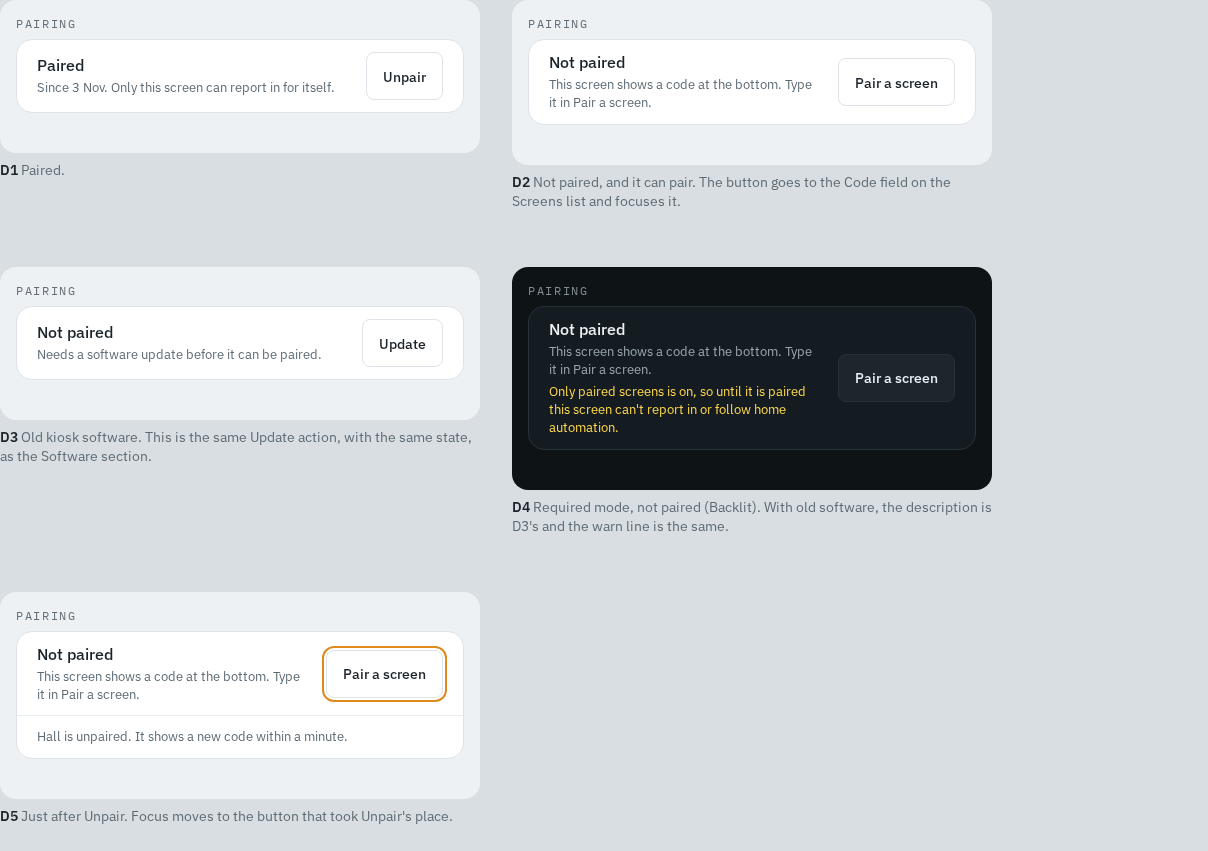 PAIRING
Paired
Since 3 Nov. Only this screen can report in for itself.
Unpair
D1 Paired.
PAIRING
Not paired
This screen shows a code at the bottom. Type
it in Pair a screen.
Pair a screen
D2 Not paired, and it can pair. The button goes to the Code field on the
Screens list and focuses it.
PAIRING
Not paired
Needs a software update before it can be paired.
Update
D3 Old kiosk software. This is the same Update action, with the same state,
as the Software section.
PAIRING
Not paired
This screen shows a code at the bottom. Type
it in Pair a screen.
Only paired screens is on, so until it is paired
this screen can't report in or follow home
automation.
Pair a screen
D4 Required mode, not paired (Backlit). With old software, the description is
D3's and the warn line is the same.
PAIRING
Not paired
This screen shows a code at the bottom. Type
it in Pair a screen.
Pair a screen
Hall is unpaired. It shows a new code within a minute.
D5 Just after Unpair. Focus moves to the button that took Unpair's place.